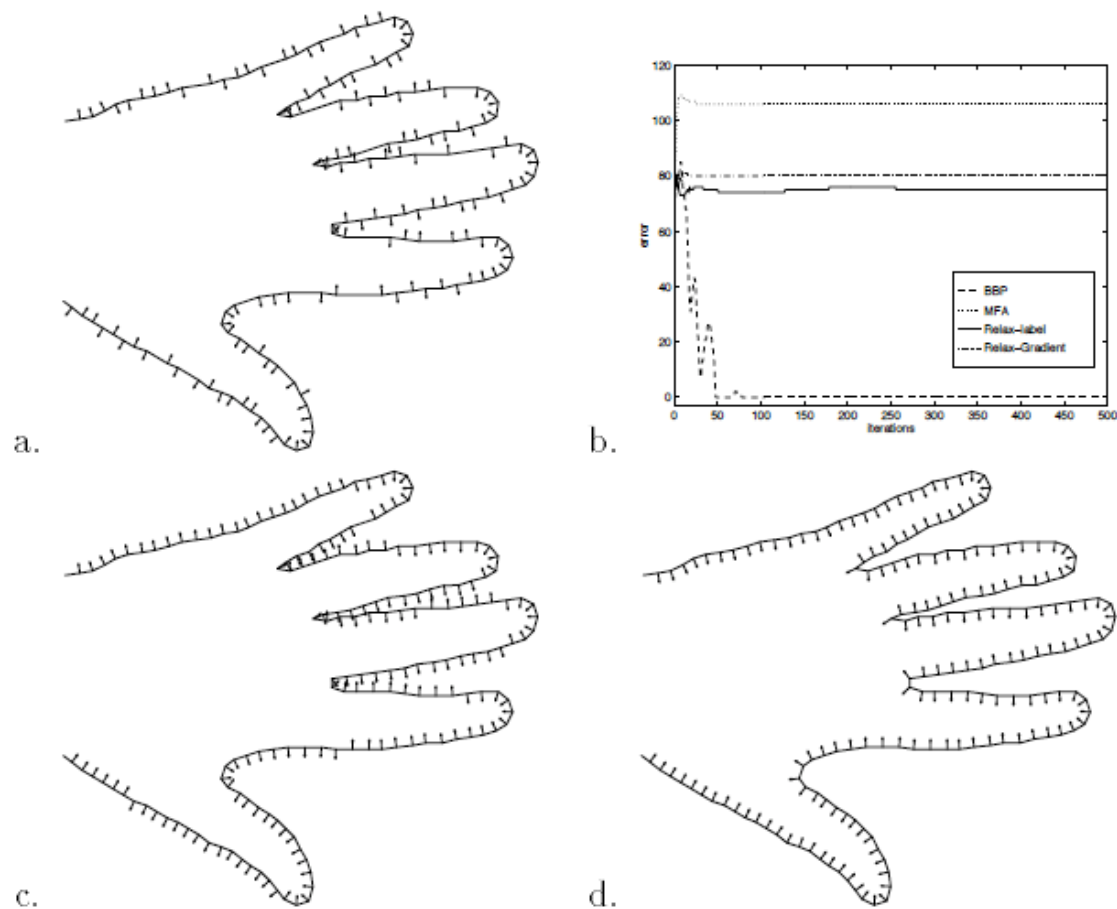 120
100
80
60
40
20
0
error
0 50 100 150 200 250 300 350 400 450 500
Iterations
BBP
MFA
Relax-label
Relax-Gradient
a.
b.
c.
d.